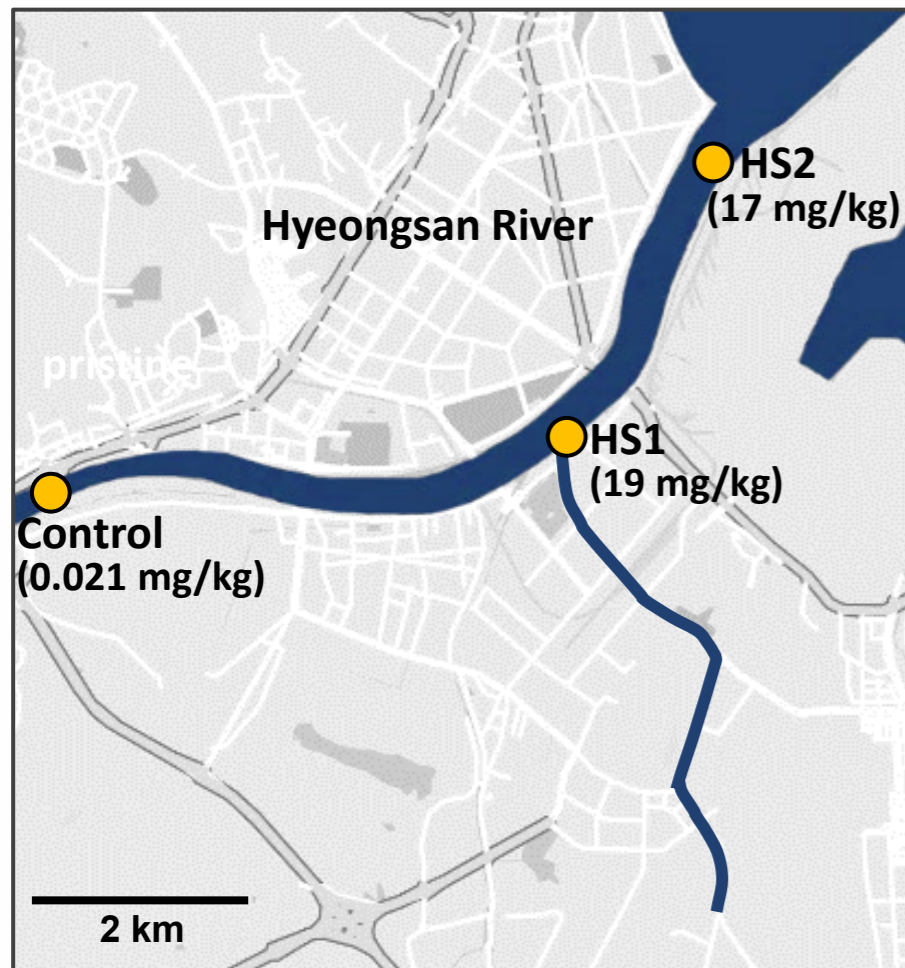 HS2
(17 mg/kg)
Hyeongsan River
pristine
HS1
(19 mg/kg)
Control
(0.021 mg/kg)
2 km